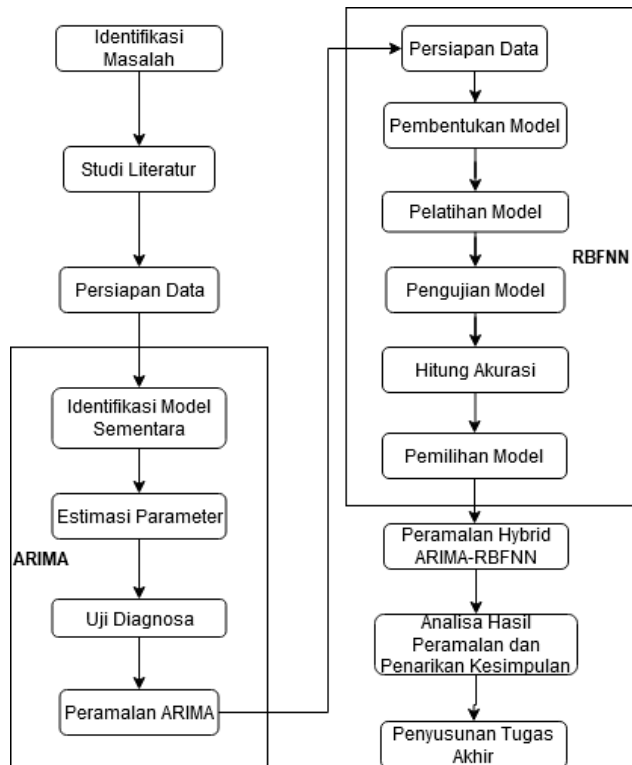 Identifikasi
Masalah
Studi Literatur
Persiapan Data
Identifikasi Model
Sementara
Estimasi Parameter
ARIMA
Uji Diagnosa
Peramalan ARIMA
Persiapan Data
Pembentukan Model
Pelatihan Model
RBFNN
Pengujian Model
Hitung Akurasi
Pemilihan Model
Peramalan Hybrid
ARIMA-RBFNN
Analisa Hasil
Peramalan dan
Penarikan Kesimpulan
Penyusunan Tugas
Akhir